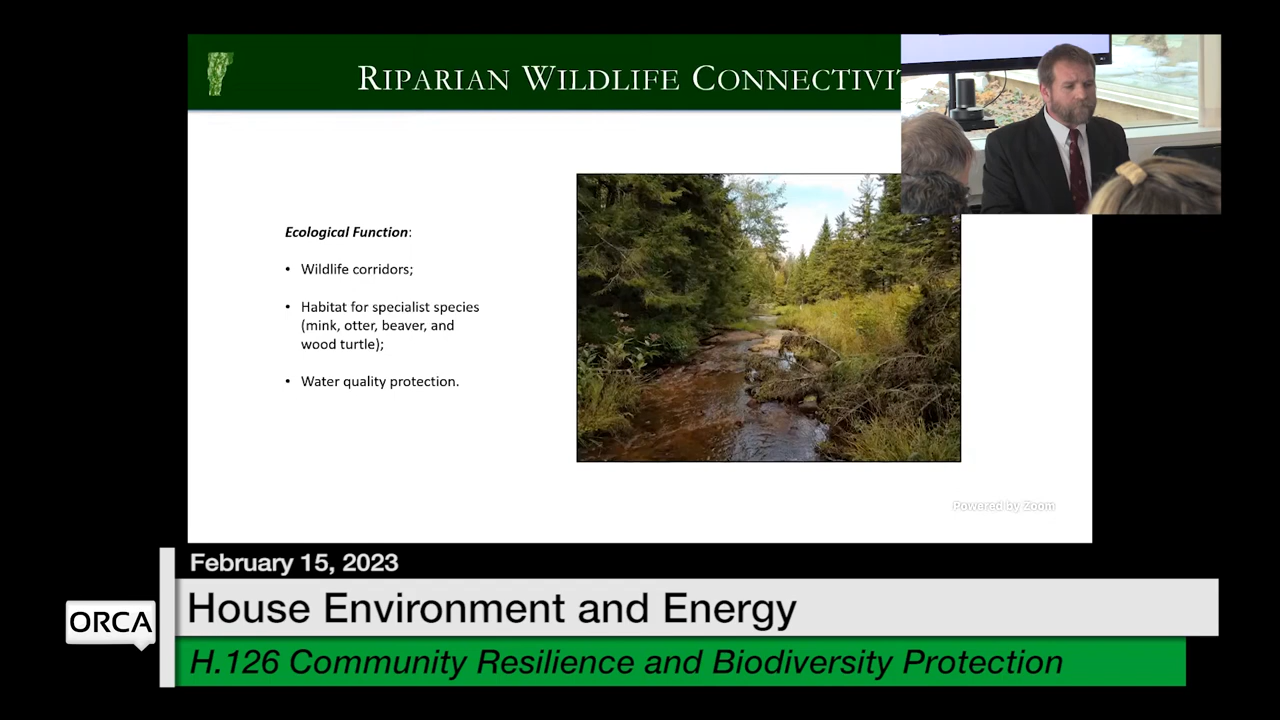 RIPARIAN WILDLIFE CONNECTIVIT
Ecological Function:
• Wildlife corridors;
• Habitat for specialist species
(mink, otter, beaver, and
wood turtle);
• Water quality protection.
Powered by Zoom
February 15, 2023
House Environment and Energy
ORCA
H.126 Community Resilience and Biodiversity Protection